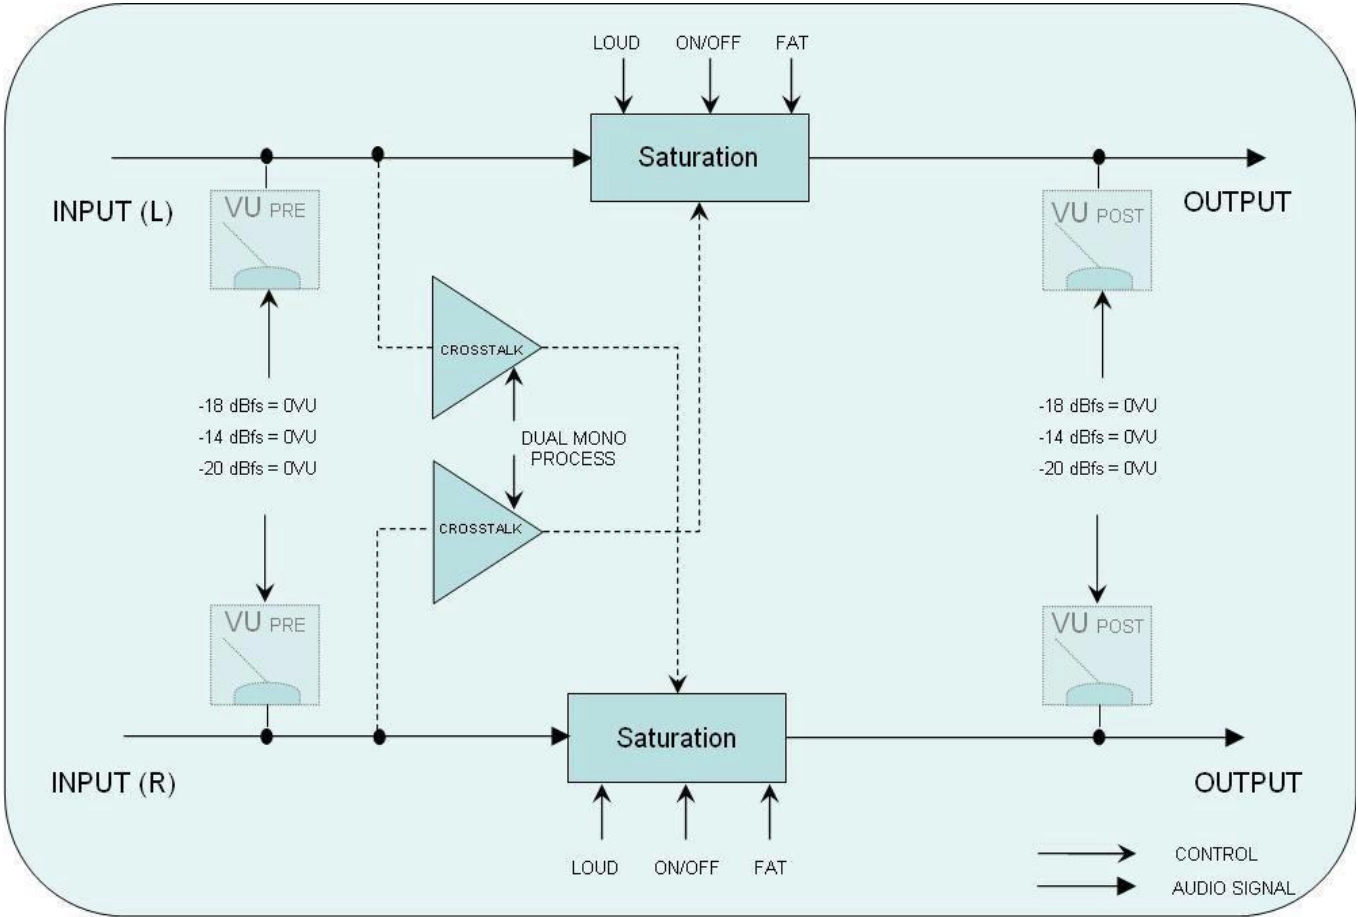 LOUD ON/OFF FAT
Saturation
INPUT (L)
VU PRE
VU POST
OUTPUT
CROSSTALK
-18 dBfs = 0VU
-14 dBfs = 0VU
-20 dBfs = 0VU
DUAL MONO
PROCESS
-18 dBfs = 0VU
-14 dBfs = 0VU
-20 dBfs = 0VU
CROSSTALK
VU PRE
VU POST
Saturation
INPUT (R)
OUTPUT
LOUD ON/OFF FAT
CONTROL
AUDIO SIGNAL